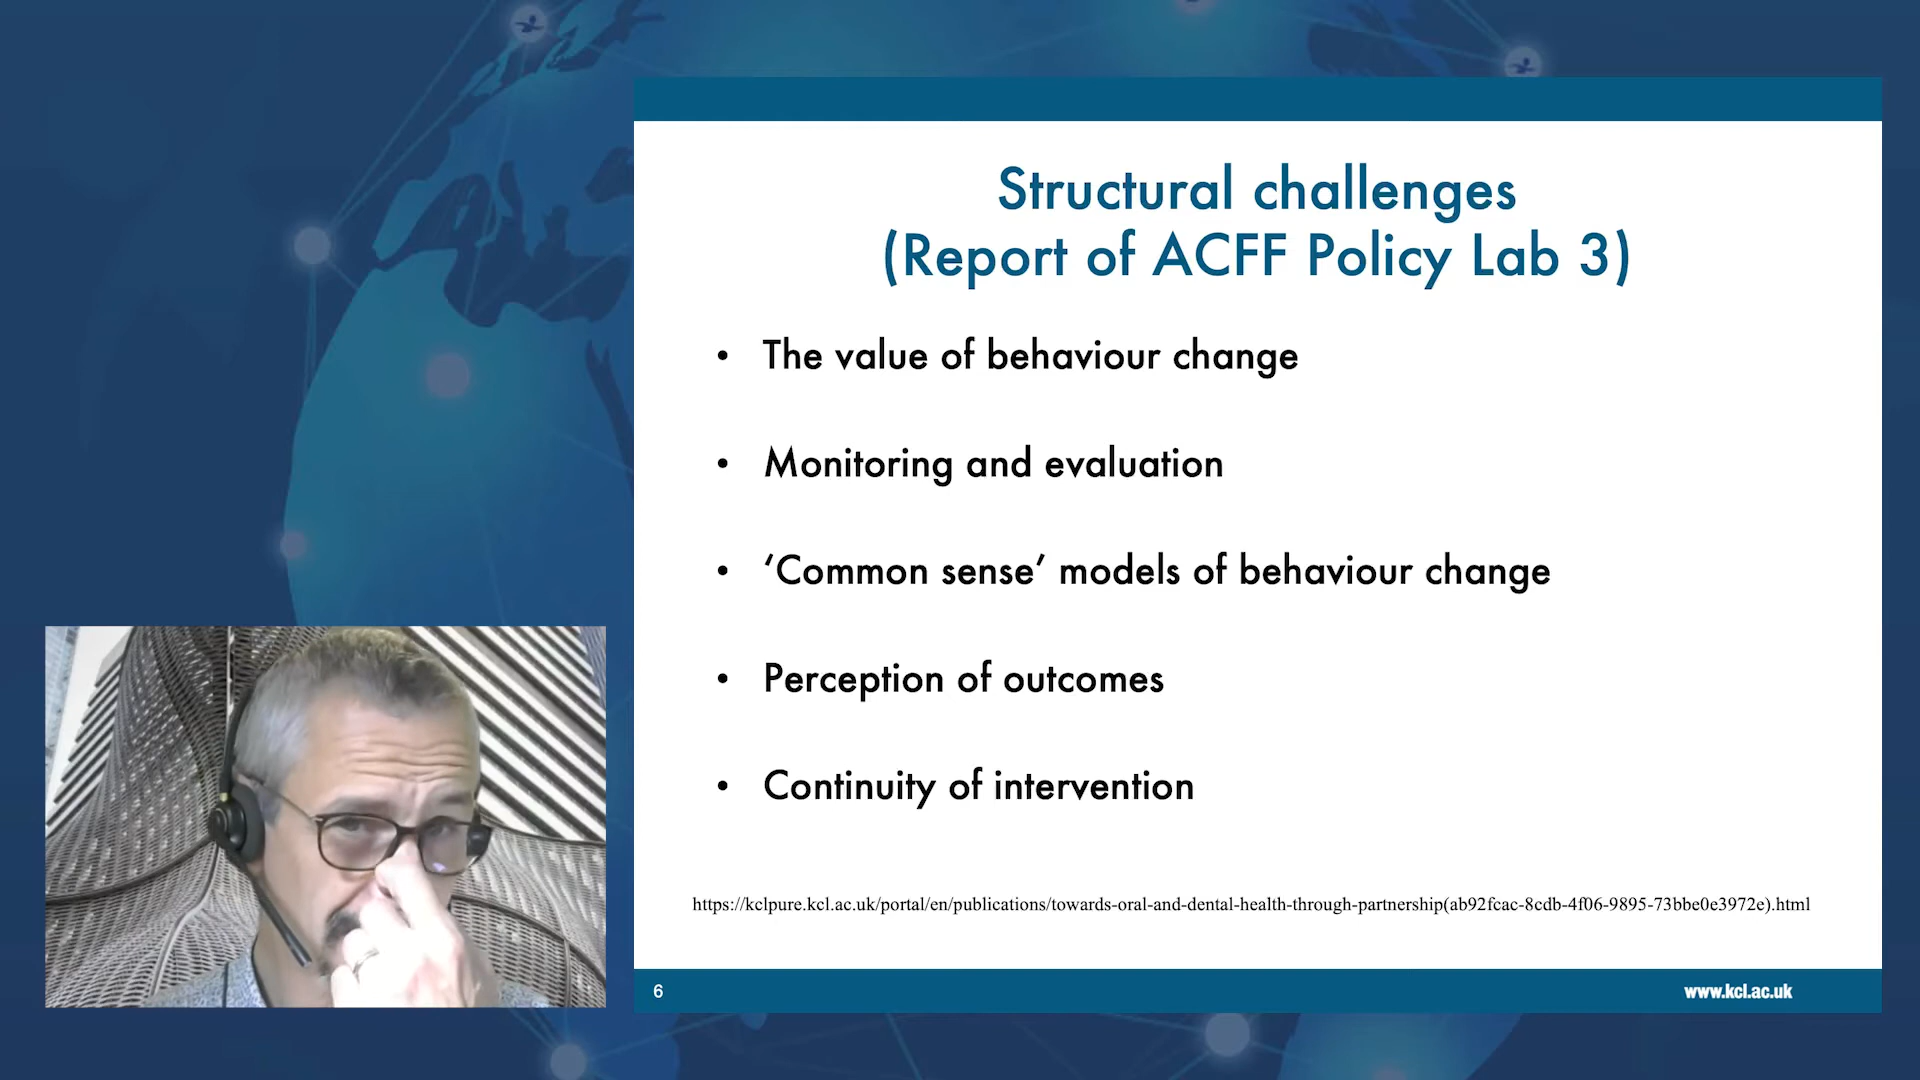 Structural challenges
(Report of ACFF Policy Lab 3)
• The value of behaviour change
• Monitoring and evaluation
• ‘Common sense’ models of behaviour change
• Perception of outcomes
• Continuity of intervention
https://kclpure.kcl.ac.uk/portal/en/publications/towards-oral-and-dental-health-through-partnership(ab92fcac-8cdb-4f06-9895-73bbe0e3972e).html
6
www.kcl.ac.uk